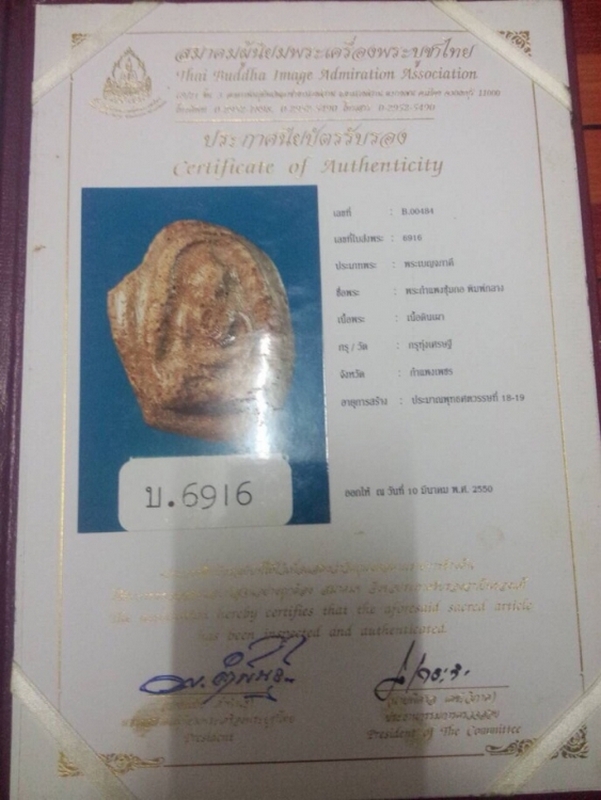 สมาคมผู้นิยมพระเครื่องพระบูชาไทย
Thai Buddha Image Admiration Association
ประกาศนียบัตรรับรอง
Certificate of Authenticity
เลขที่ : B.00484
เลขที่ใบส่งพระ : 6916
ประเภทพระ : พระเบญจภาคี
ชื่อพระ : พระกำแพงซุ้มกอ พิมพ์กลาง
เนื้อพระ : เนื้อดินเผา
กรุ / วัด : กรุทุ่งเศรษฐี
จังหวัด : กำแพงเพชร
อายุการสร้าง : ประมาณพุทธศตวรรษที่ 18-19
บ.6916
ออกให้ ณ วันที่ 10 มีนาคม พ.ศ. 2550
The association hereby certifies that the aforesaid sacred article
has been inspected and authenticated.
President
President of The Committee